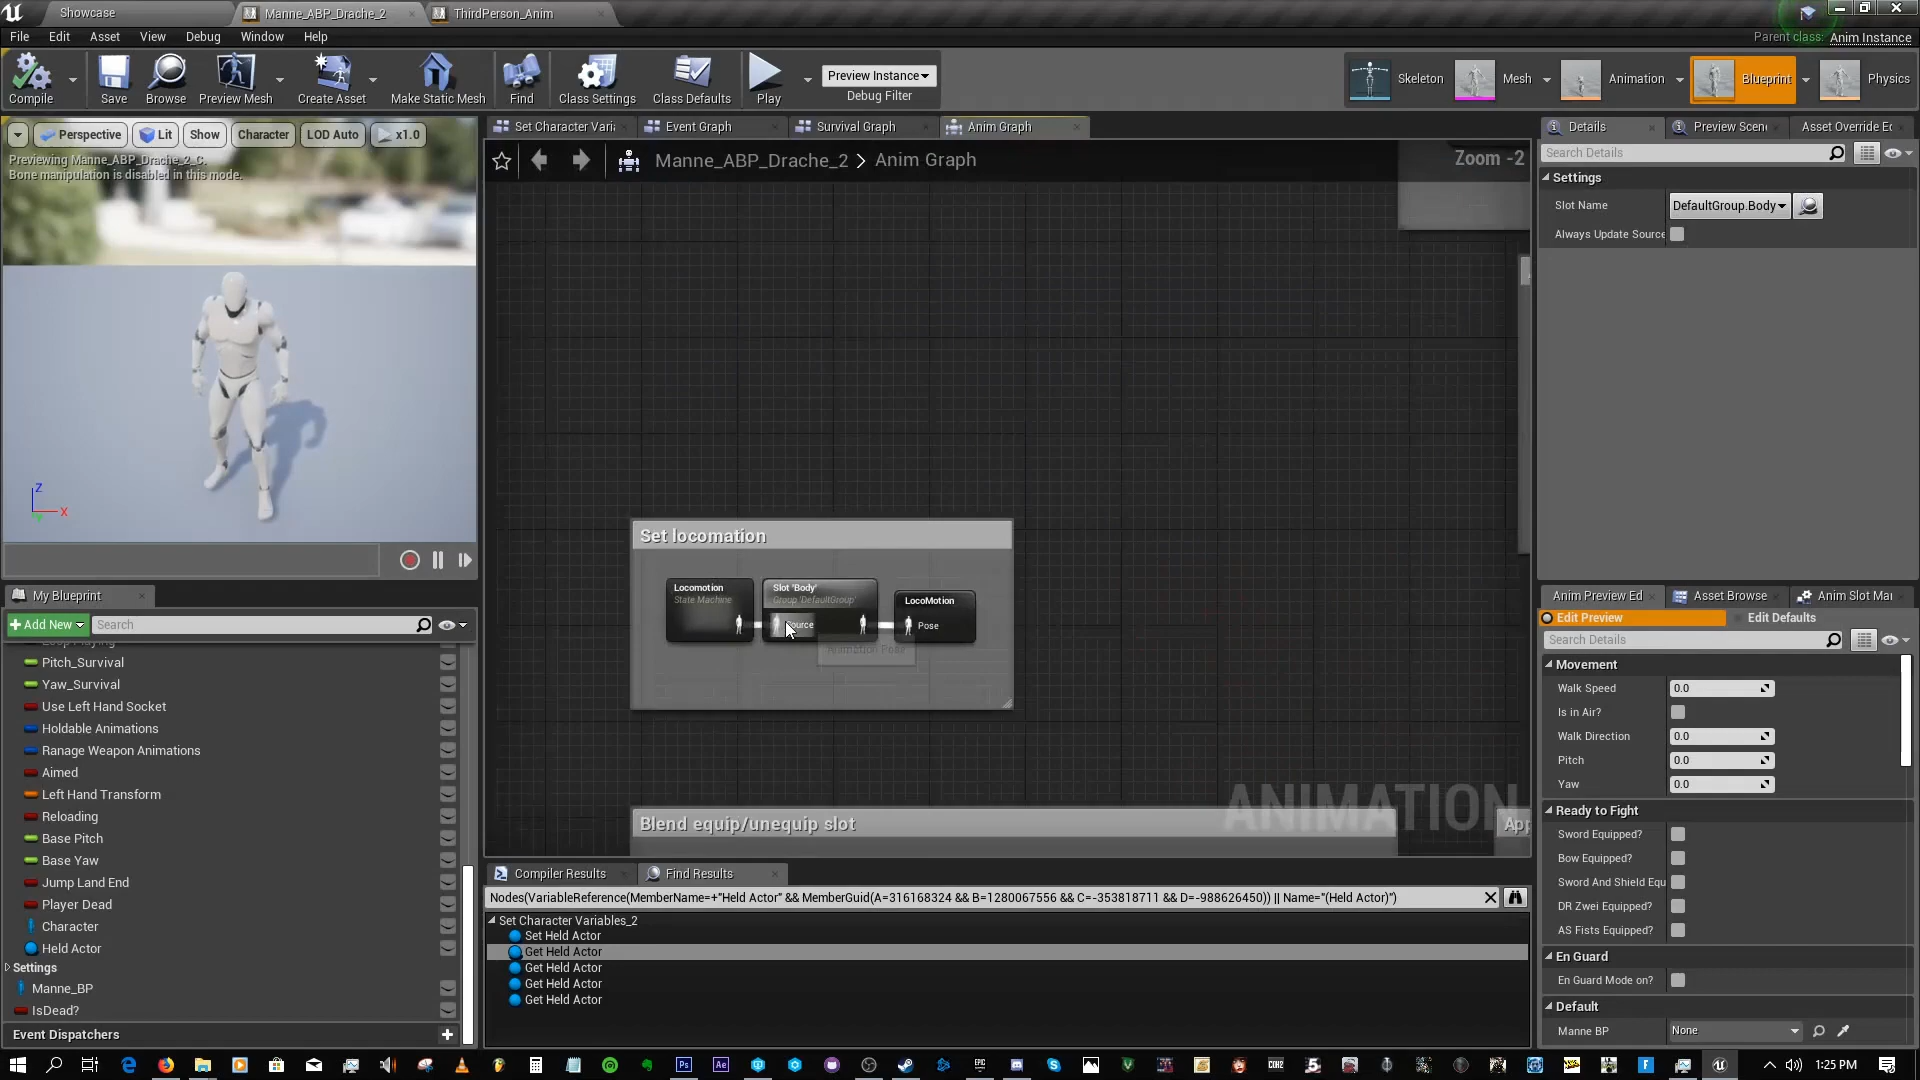 Showcase
Manne_ABP_Drache_2
ThirdPerson_Anim
File Edit Asset View Debug Window Help
Parent class: Anim Instance
Compile
Save
Browse
Preview Mesh
Create Asset
Make Static Mesh
Find
Class Settings
Class Defaults
Play
Preview Instance
Debug Filter
Skeleton
Mesh
Animation
Blueprint
Physics
Perspective Lit Show Character LOD Auto x1.0
Previewing Manne_ABP_Drache_2_C.
Bone manipulation is disabled in this mode.
Z
X
Set Character Vari
Event Graph
Survival Graph
Anim Graph
Manne_ABP_Drache_2 > Anim Graph
Zoom -2
Set locomation
Locomotion
State Machine
Slot 'Body'
Group 'DefaultGroup'
Source
LocoMotion
Pose
Animation Pose
ANIMATION
Blend equip/unequip slot
App
Details
Preview Scen
Asset Override Ec
Search Details
Settings
Slot Name DefaultGroup.Body
Always Update Source
My Blueprint
Add New Search
Pitch_Survival
Yaw_Survival
Use Left Hand Socket
Holdable Animations
Ranage Weapon Animations
Aimed
Left Hand Transform
Reloading
Base Pitch
Base Yaw
Jump Land End
Player Dead
Character
Held Actor
Settings
Manne_BP
IsDead?
Event Dispatchers
Compiler Results
Find Results
Nodes(VariableReference(MemberName=+"Held Actor" && MemberGuid(A=316168324 && B=1280067556 && C=-353818711 && D=-988626450)) || Name="(Held Actor)")
Set Character Variables_2
Set Held Actor
Get Held Actor
Get Held Actor
Get Held Actor
Get Held Actor
Anim Preview Ed
Asset Browse
Anim Slot Mar
Edit Preview
Edit Defaults
Search Details
Movement
Walk Speed 0.0
Is in Air?
Walk Direction 0.0
Pitch 0.0
Yaw 0.0
Ready to Fight
Sword Equipped?
Bow Equipped?
Sword And Shield Equ
DR Zwei Equipped?
AS Fists Equipped?
En Guard
En Guard Mode on?
Default
Manne BP None
1:25 PM